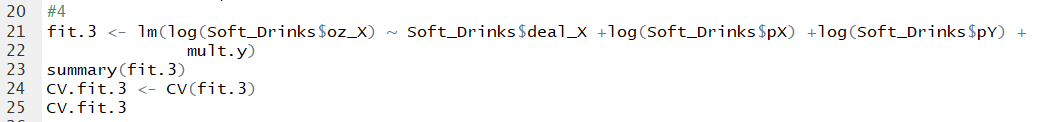 20 #4
21 fit.3 <- lm(log(Soft_Drinks$oz_X) ~ Soft_Drinks$deal_X +log(Soft_Drinks$pX) +log(Soft_Drinks$pY) +
22 mult.y)
23 summary(fit.3)
24 CV.fit.3 <- CV(fit.3)
25 CV.fit.3